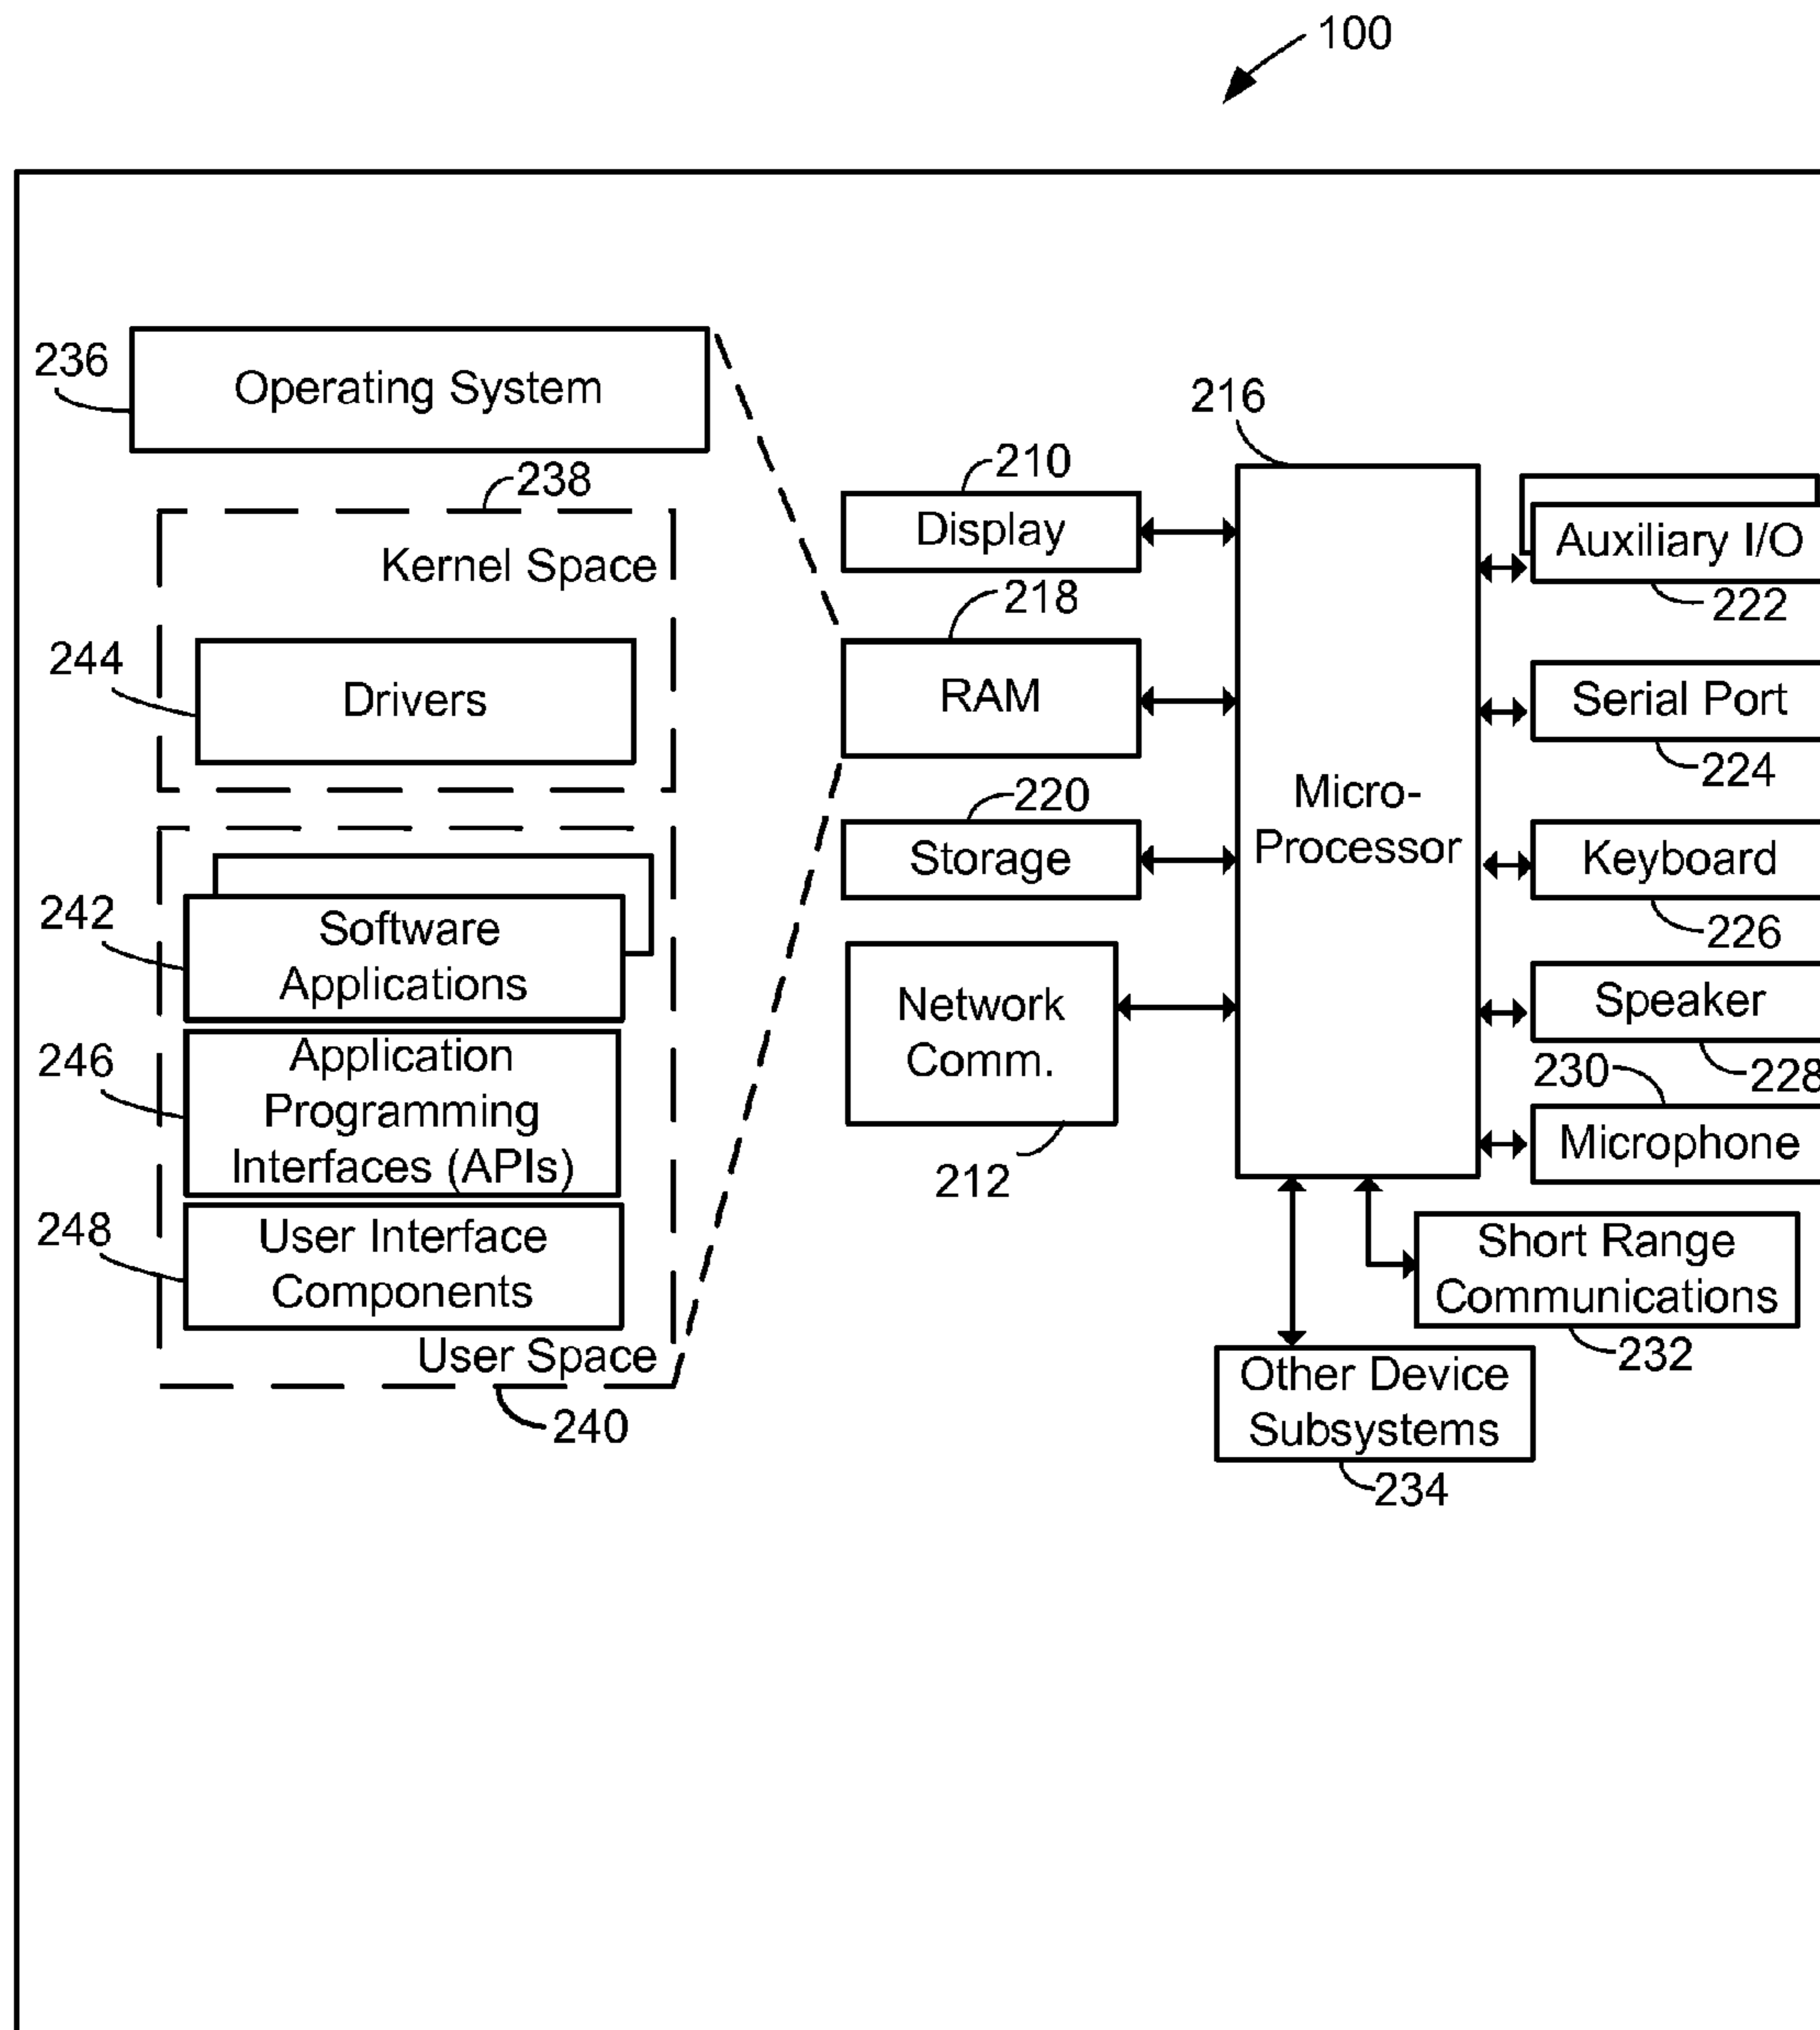 100
236
Operating System
238
Kernel Space
244
Drivers
242
Software
Applications
246
Application
Programming
Interfaces (APIs)
248
User Interface
Components
User Space
240
210
Display
218
RAM
220
Storage
Network
Comm.
212
216
Micro-
Processor
Auxiliary I/O
222
Serial Port
224
Keyboard
226
Speaker
228
230
Microphone
Short Range
Communications
232
Other Device
Subsystems
234